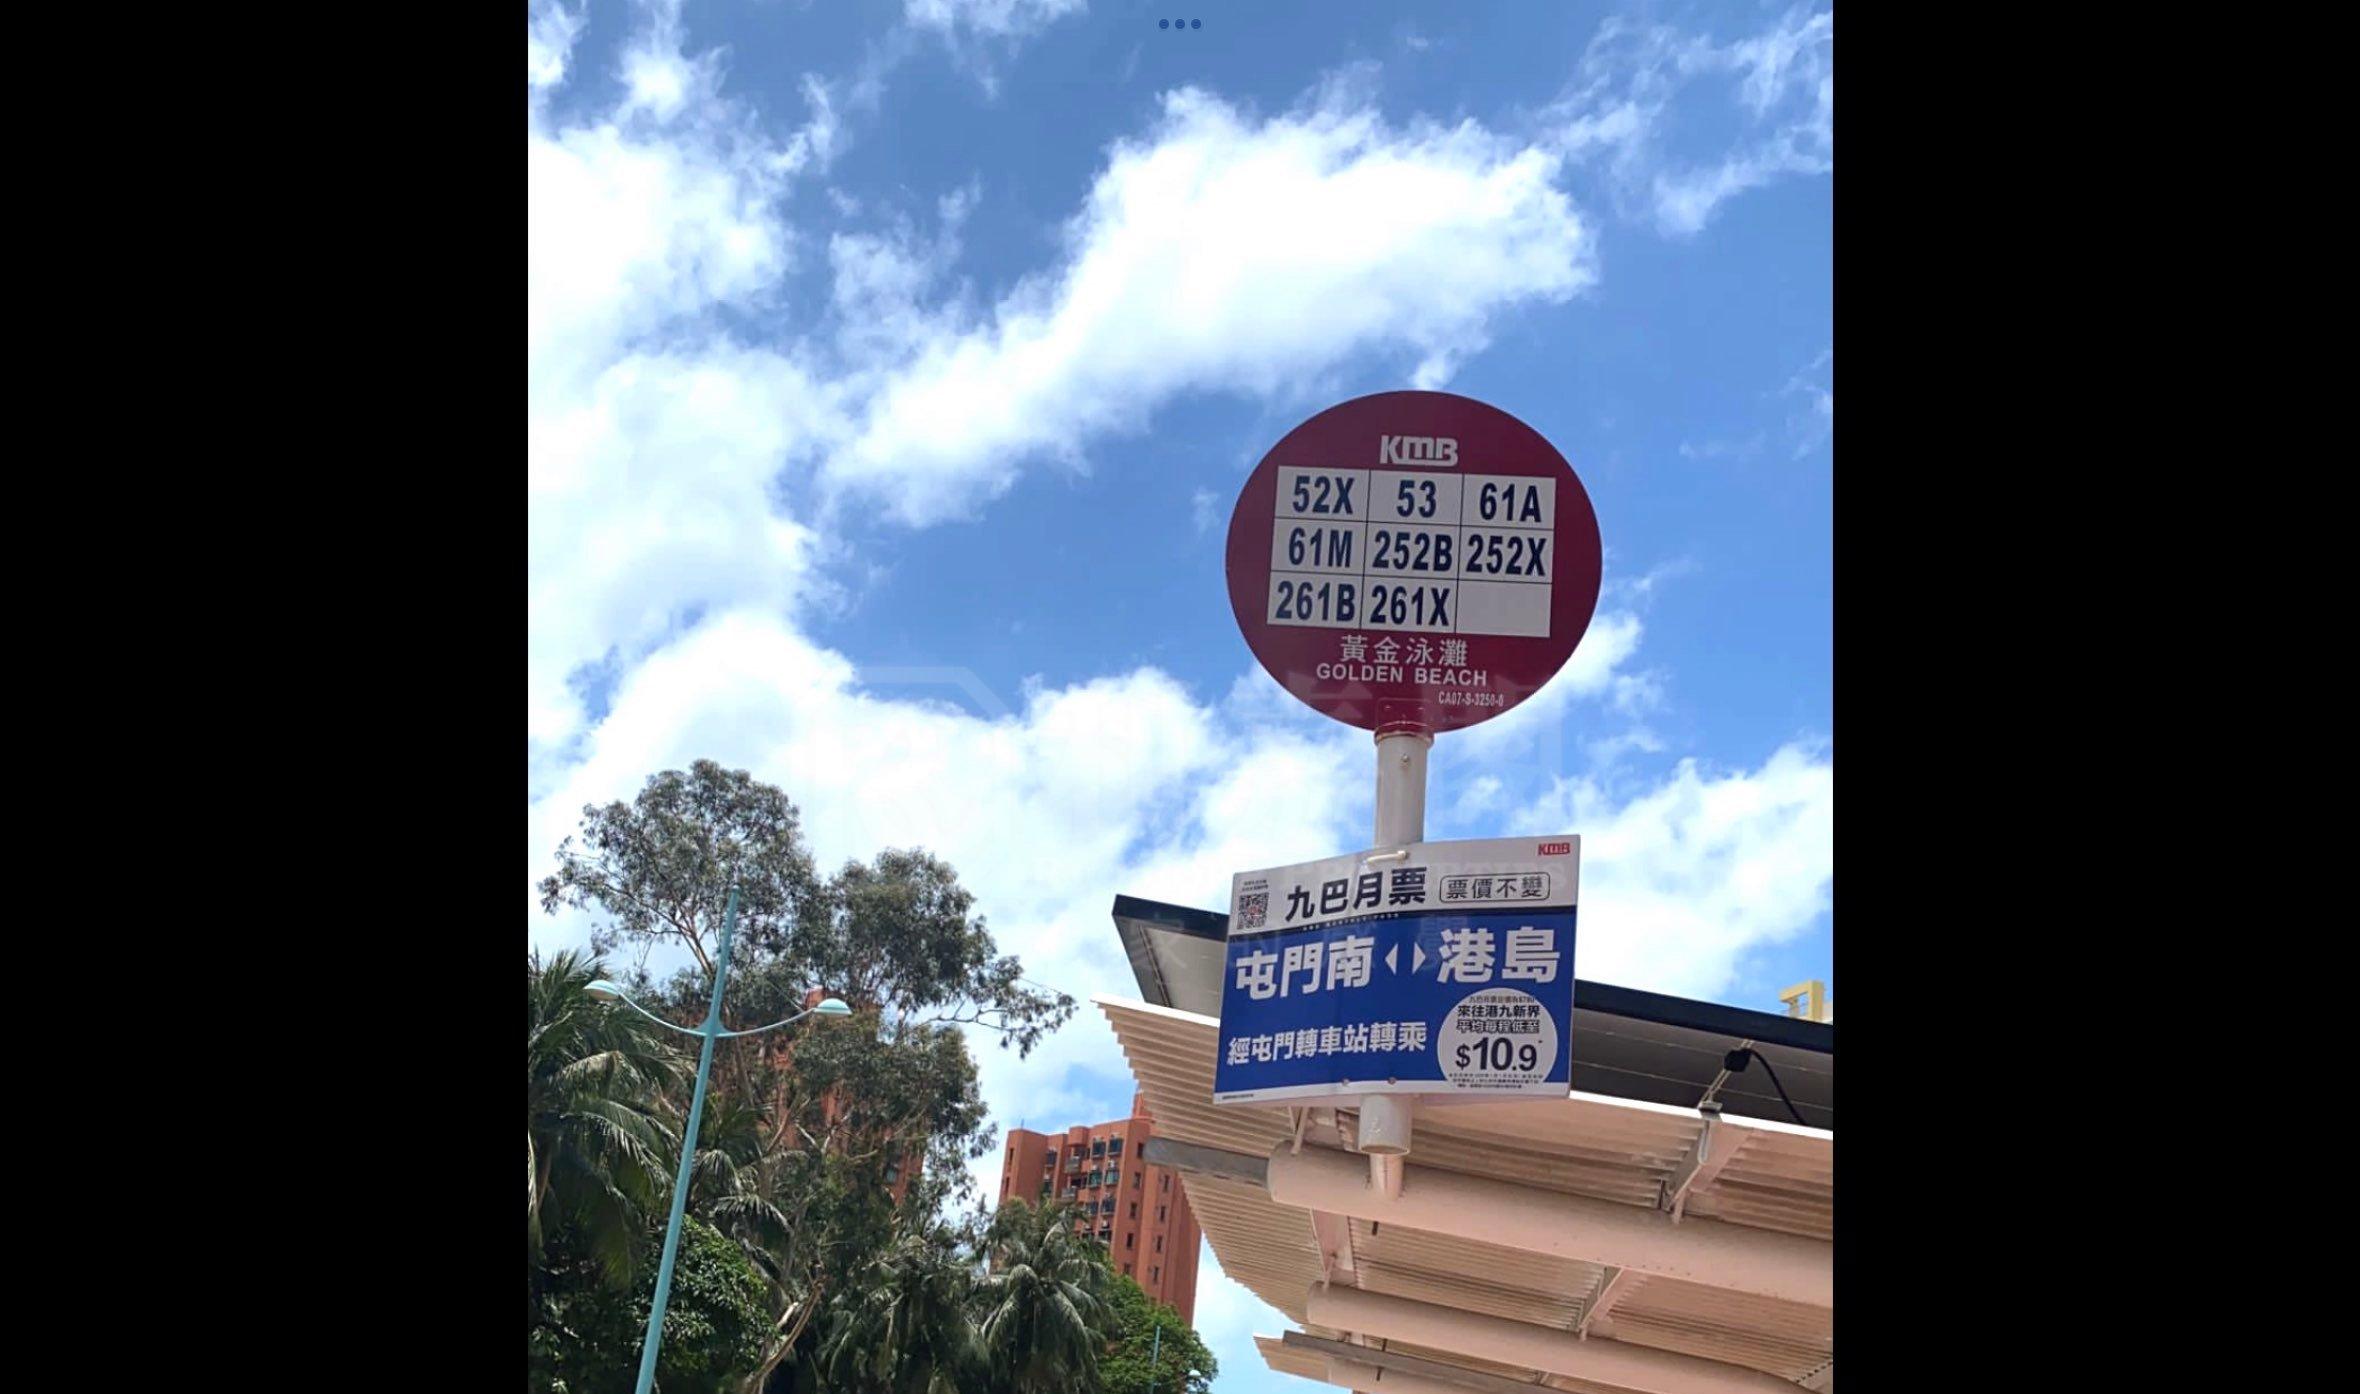 KMB
52X 53 61A
61M 252B 252X
261B 261X
黃金泳灘
GOLDEN BEACH
CA07-S-3250-0
KMB
九巴月票 票價不變
屯門南 港島
經屯門轉車站轉乘
來往港九新界
平均每程低至
$10.9